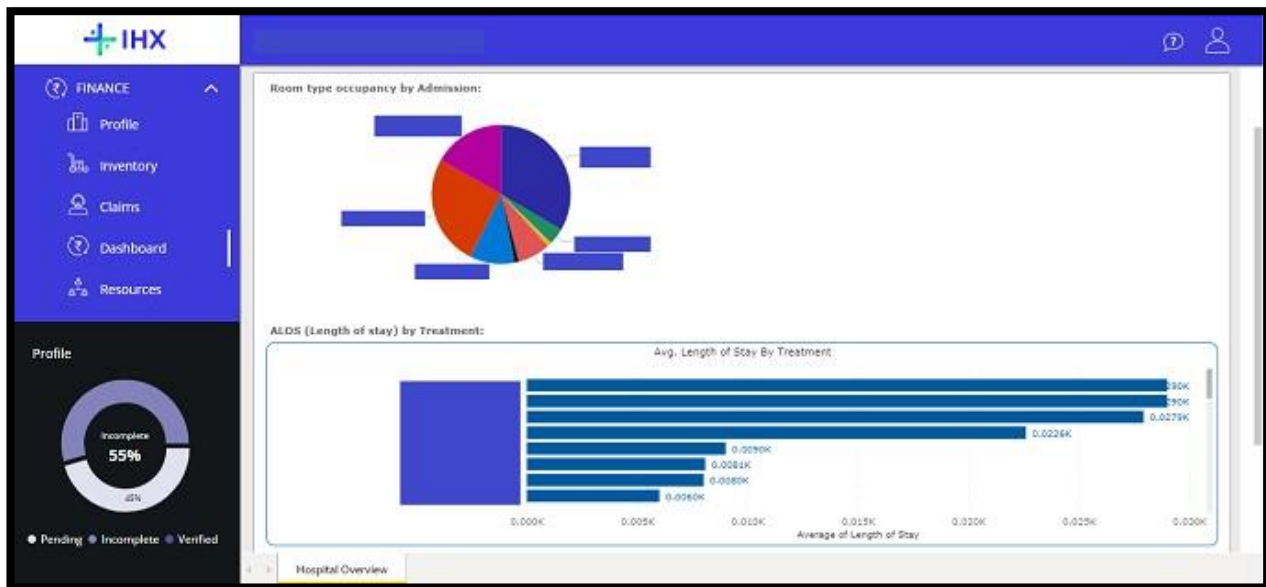 IHX
FINANCE
Profile
Inventory
Claims
Dashboard
Resources
Profile
Incomplete
55%
45%
Pending Incomplete Verified
Room type occupancy by Admission:
ALOS (Length of stay) by Treatment:
Avg. Length of Stay By Treatment
290K
290K
0.0279K
0.0226K
0.0090K
0.0081K
0.0080K
0.0060K
0.000K 0.005K 0.010K 0.015K 0.020K 0.025K 0.030K
Average of Length of Stay
Hospital Overview